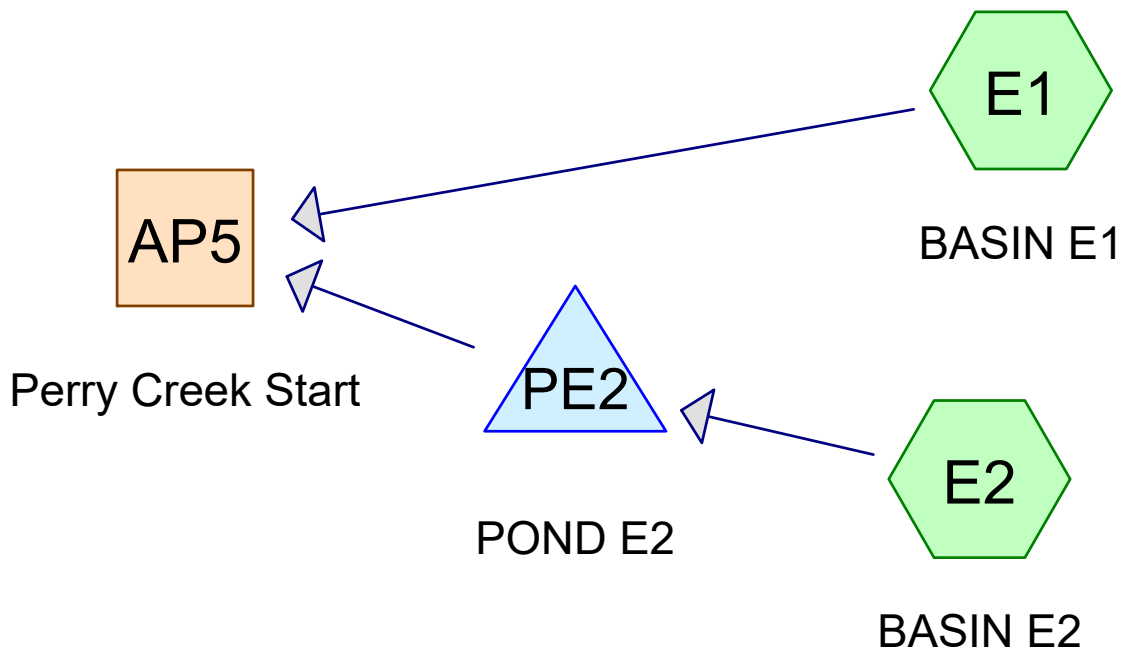 E1
BASIN E1
AP5
Perry Creek Start
PE2
POND E2
E2
BASIN E2